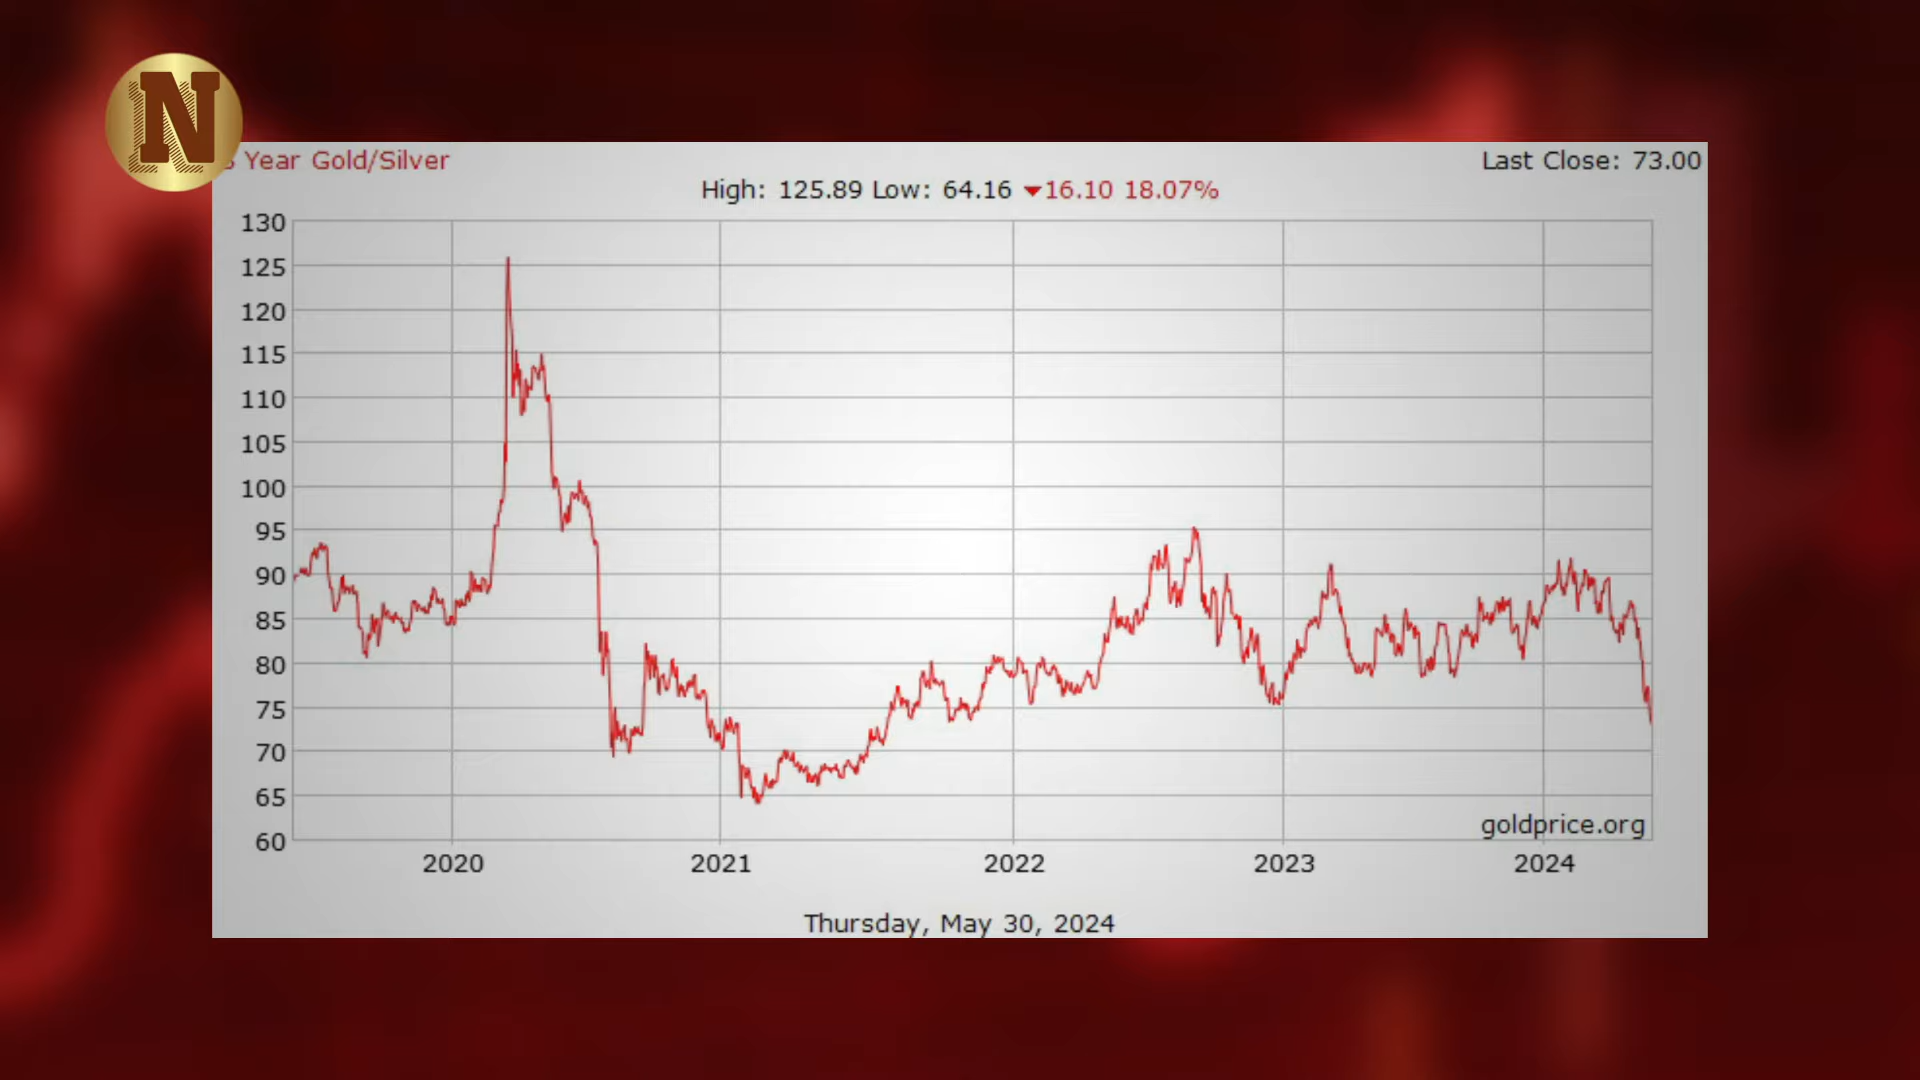 N
Year Gold/Silver
Last Close: 73.00
High: 125.89 Low: 64.16 ▼16.10 18.07%
130
125
120
115
110
105
100
95
90
85
80
75
70
65
60
goldprice.org
2020 2021 2022 2023 2024
Thursday, May 30, 2024